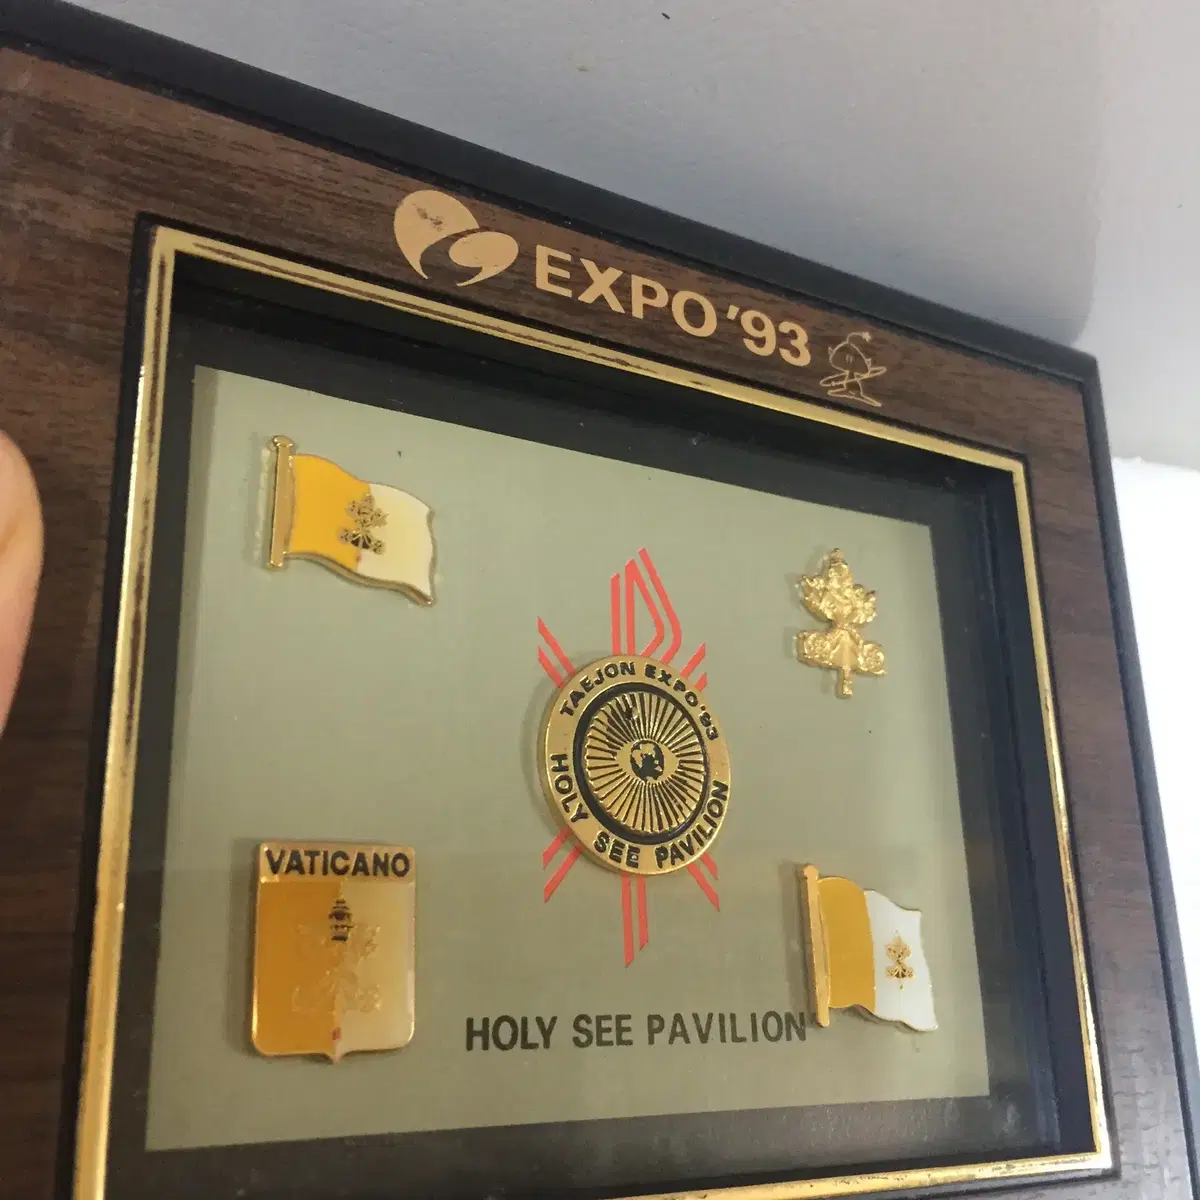 EXPO '93
TAEJON EXPO '93
HOLY SEE PAVILION
VATICANO
HOLY SEE PAVILION